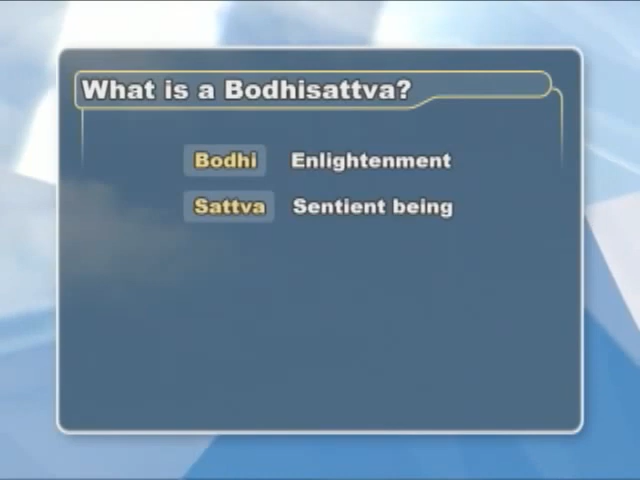 What is a Bodhisattva?
Bodhi Enlightenment
Sattva Sentient being